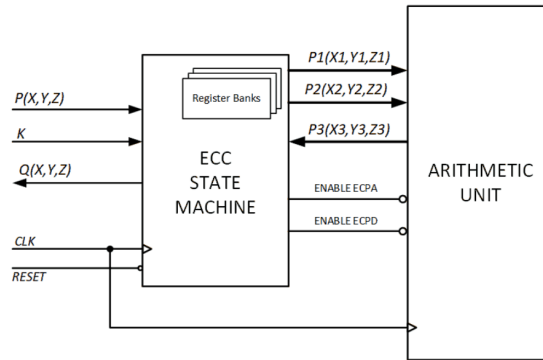 P1(X1,Y1,Z1)
P(X,Y,Z)
Register Banks
P2(X2,Y2,Z2)
K
P3(X3,Y3,Z3)
ECC
STATE
MACHINE
ARITHMETIC
UNIT
Q(X,Y,Z)
ENABLE ECPA
ENABLE ECPD
CLK
RESET